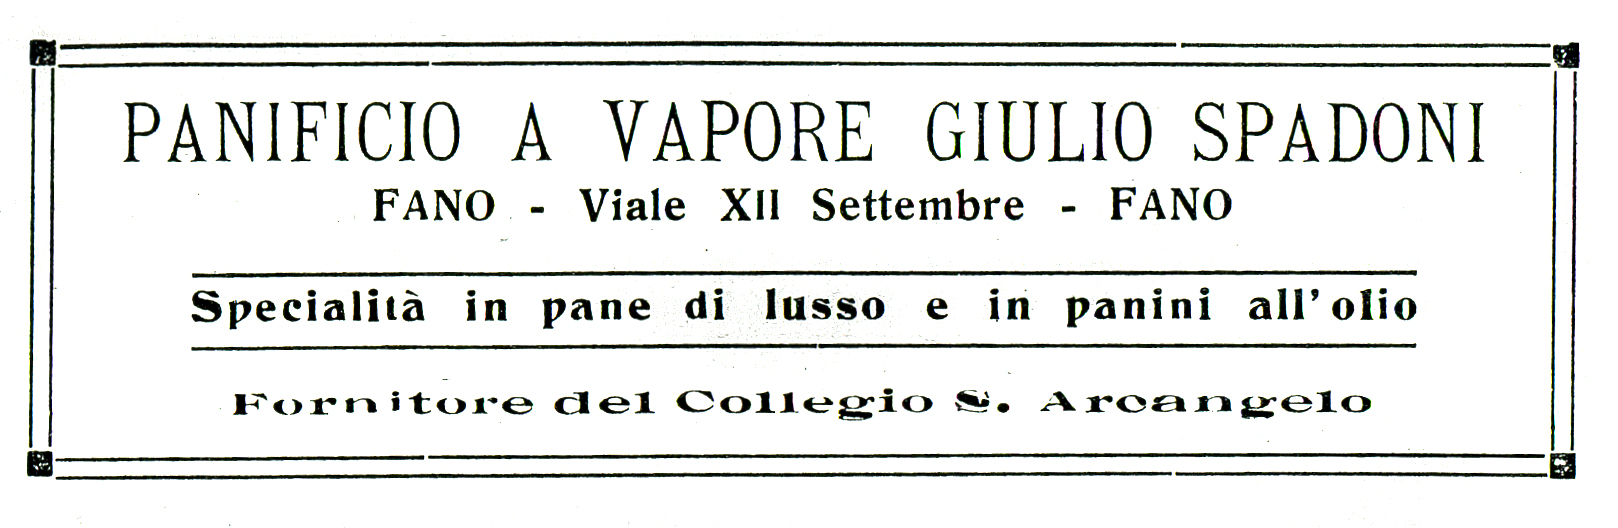 PANIFICIO A VAPORE GIULIO SPADONI
FANO - Viale XII Settembre - FANO
Specialità in pane di lusso e in panini all'olio
Fornitore del Collegio S. Arcangelo